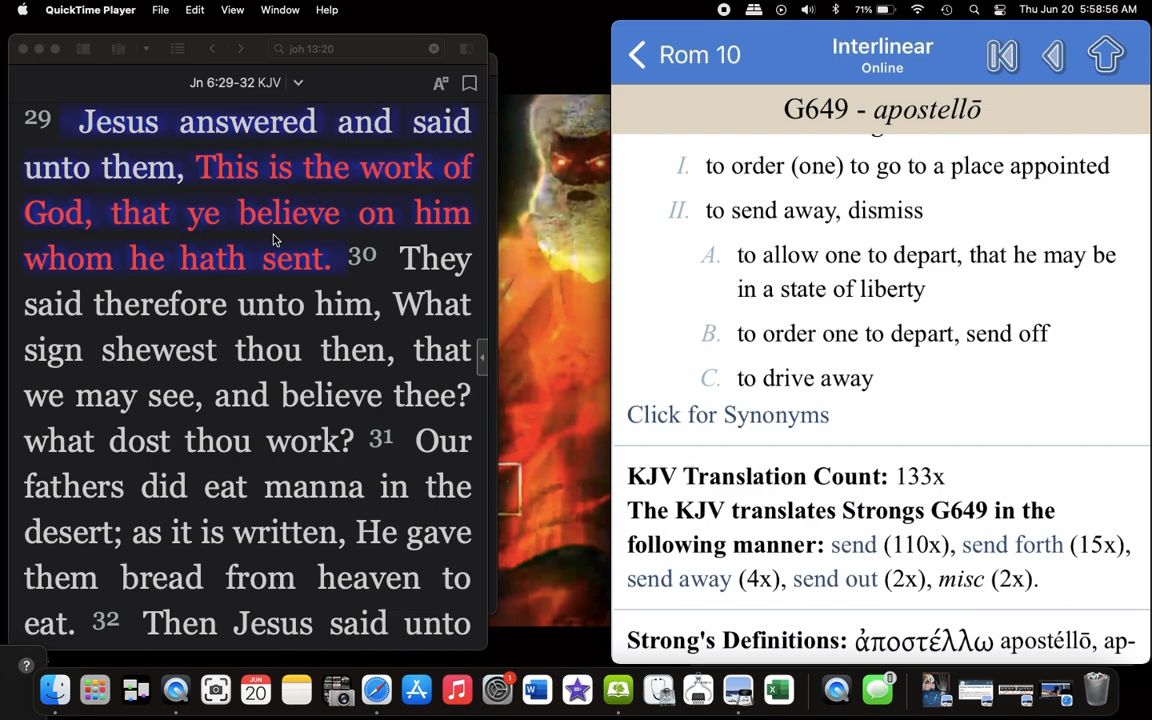 QuickTime Player File Edit View Window Help 71% Thu Jun 20 5:58:56 AM
joh 13:20
Jn 6:29-32 KJV
29 Jesus answered and said
unto them, This is the work of
God, that ye believe on him
whom he hath sent. 30 They
said therefore unto him, What
sign shewest thou then, that
we may see, and believe thee?
what dost thou work? 31 Our
fathers did eat manna in the
desert; as it is written, He gave
them bread from heaven to
eat. 32 Then Jesus said unto
Rom 10
Interlinear
Online
G649 - apostellō
I. to order (one) to go to a place appointed
II. to send away, dismiss
A. to allow one to depart, that he may be
in a state of liberty
B. to order one to depart, send off
C. to drive away
Click for Synonyms
KJV Translation Count: 133x
The KJV translates Strongs G649 in the
following manner: send (110x), send forth (15x),
send away (4x), send out (2x), misc (2x).
Strong's Definitions: ἀποστέλλω apostéllō, ap-
?
JUN
20
1